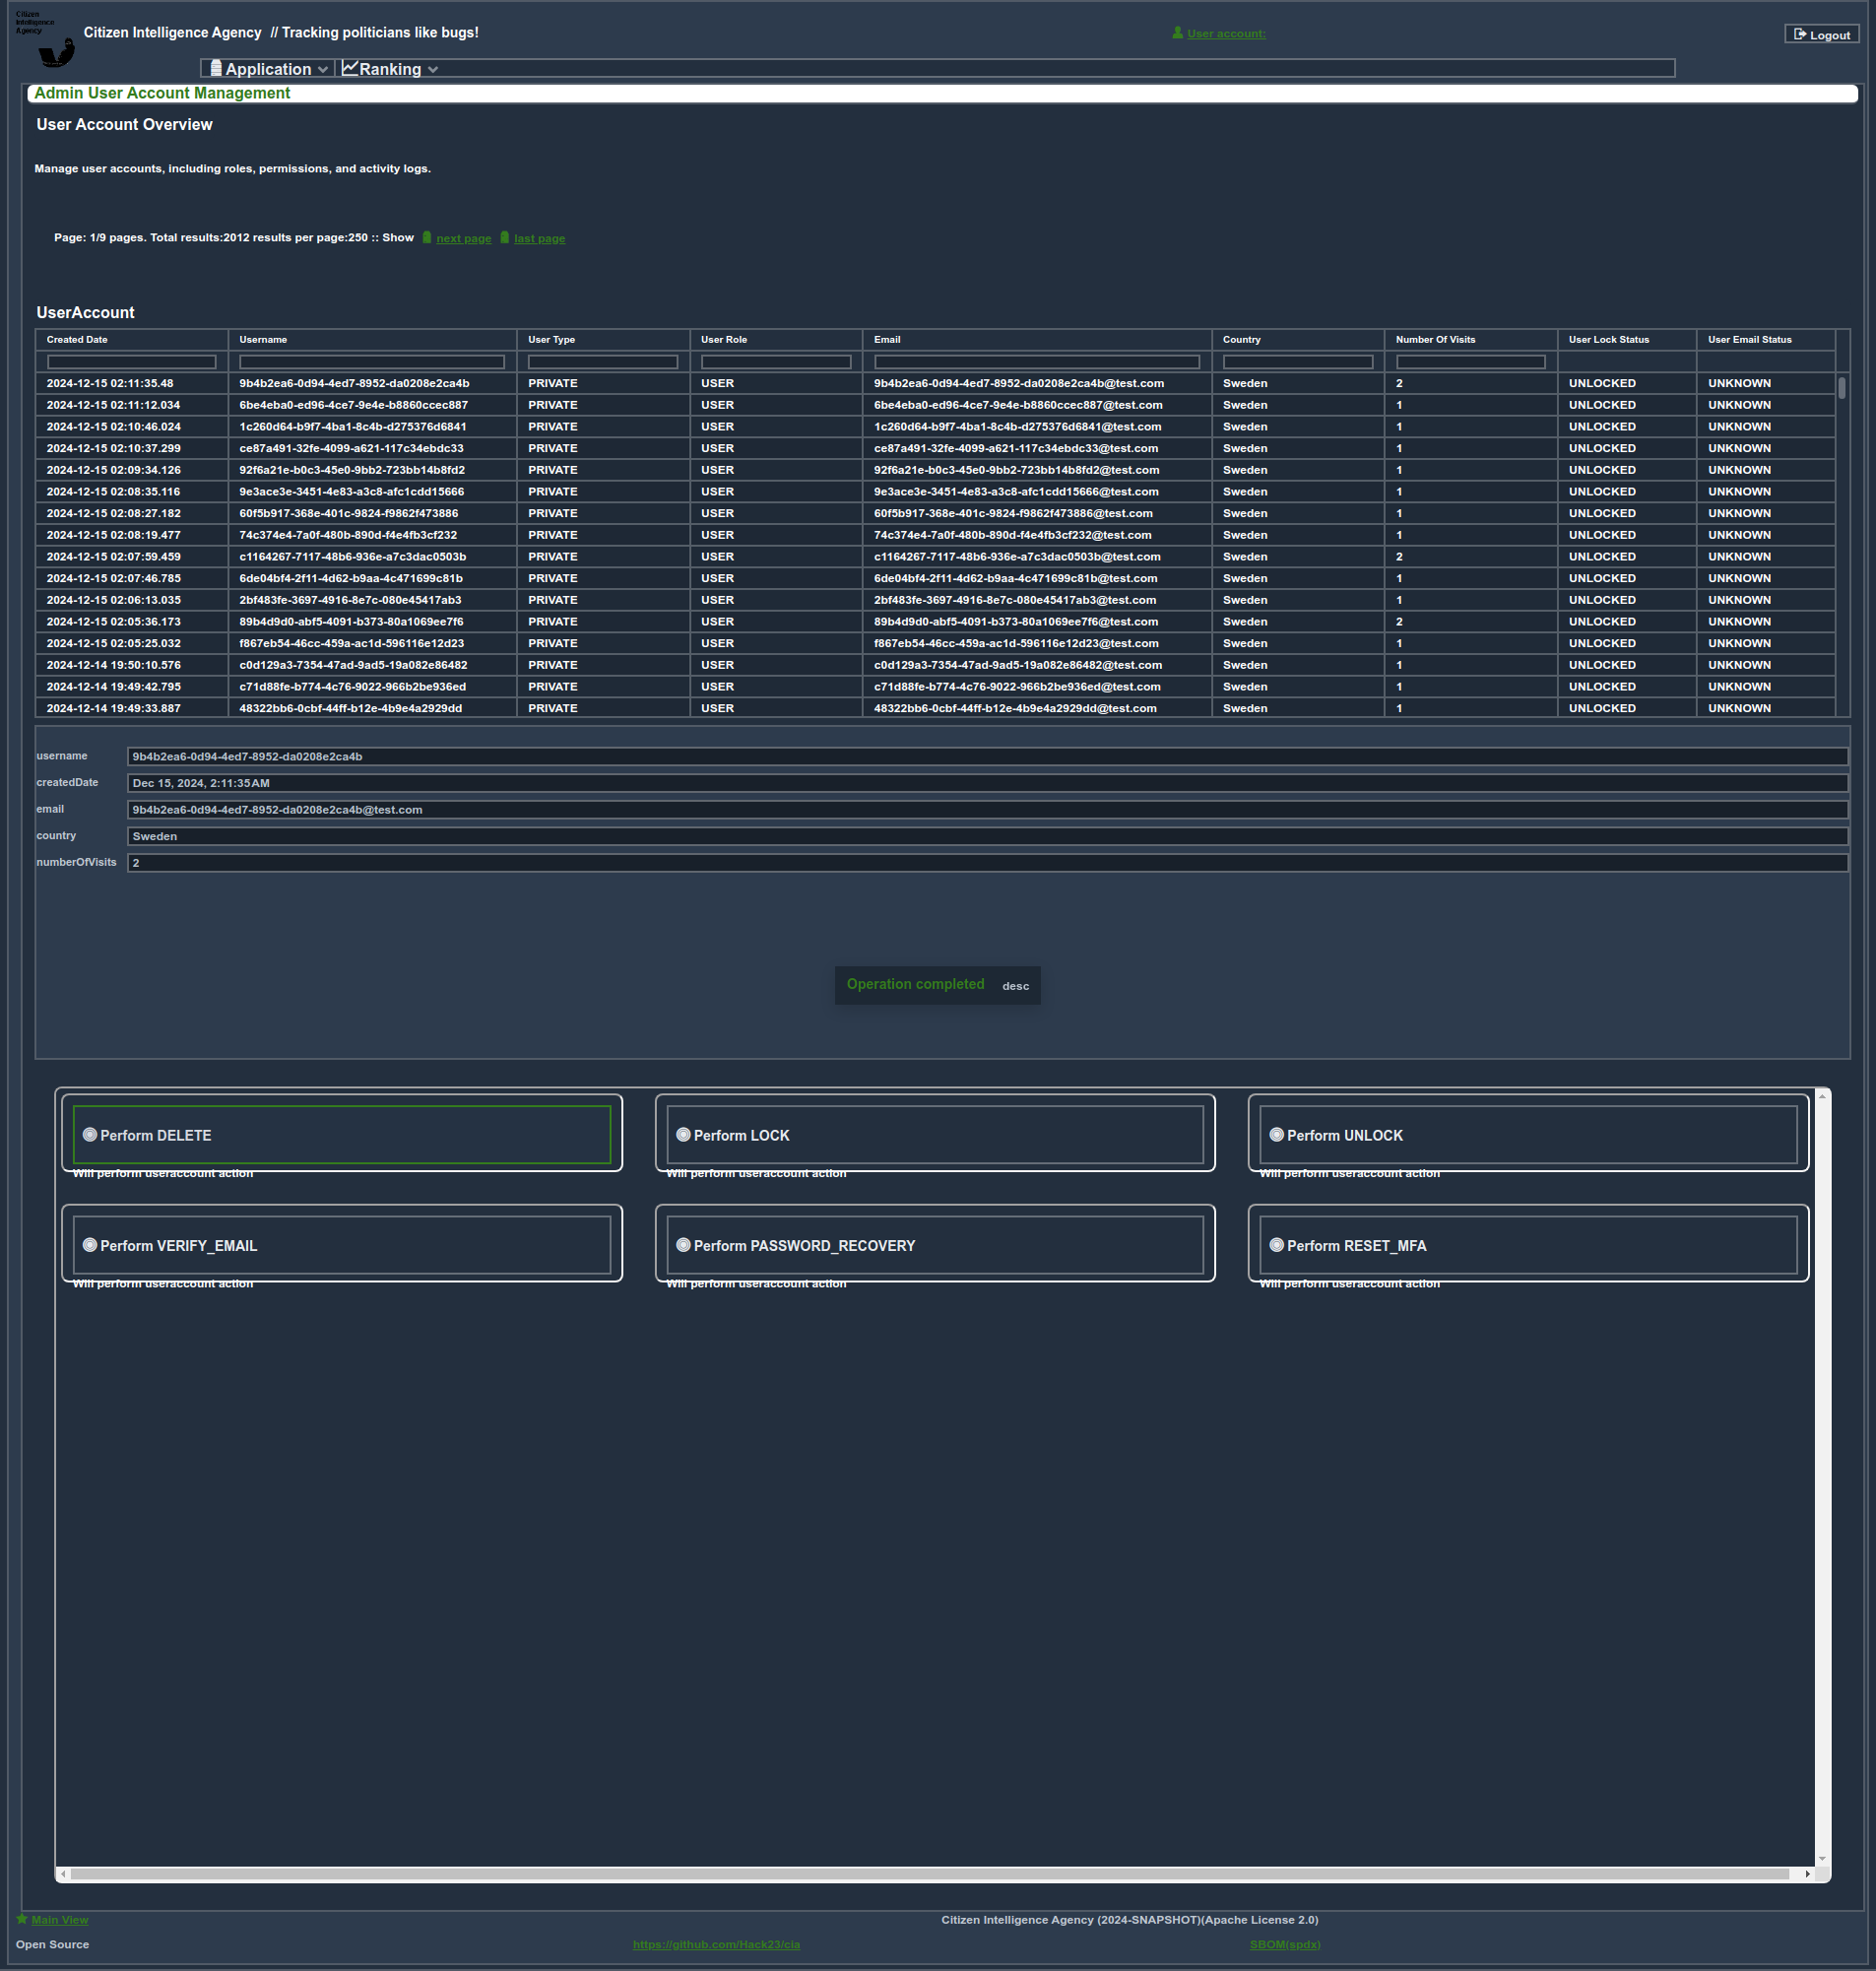 Citizen
Intelligence
Agency
Citizen Intelligence Agency // Tracking politicians like bugs!
User account:
Logout
Application Ranking
Admin User Account Management
User Account Overview
Manage user accounts, including roles, permissions, and activity logs.
Page: 1/9 pages. Total results:2012 results per page:250 :: Show next page last page
UserAccount
Created Date Username User Type User Role Email Country Number Of Visits User Lock Status User Email Status
2024-12-15 02:11:35.48 9b4b2ea6-0d94-4ed7-8952-da0208e2ca4b PRIVATE USER 9b4b2ea6-0d94-4ed7-8952-da0208e2ca4b@test.com Sweden 2 UNLOCKED UNKNOWN
2024-12-15 02:11:12.034 6be4eba0-ed96-4ce7-9e4e-b8860ccec887 PRIVATE USER 6be4eba0-ed96-4ce7-9e4e-b8860ccec887@test.com Sweden 1 UNLOCKED UNKNOWN
2024-12-15 02:10:46.024 1c260d64-b9f7-4ba1-8c4b-d275376d6841 PRIVATE USER 1c260d64-b9f7-4ba1-8c4b-d275376d6841@test.com Sweden 1 UNLOCKED UNKNOWN
2024-12-15 02:10:37.299 ce87a491-32fe-4099-a621-117c34ebdc33 PRIVATE USER ce87a491-32fe-4099-a621-117c34ebdc33@test.com Sweden 1 UNLOCKED UNKNOWN
2024-12-15 02:09:34.126 92f6a21e-b0c3-45e0-9bb2-723bb14b8fd2 PRIVATE USER 92f6a21e-b0c3-45e0-9bb2-723bb14b8fd2@test.com Sweden 1 UNLOCKED UNKNOWN
2024-12-15 02:08:35.116 9e3ace3e-3451-4e83-a3c8-afc1cdd15666 PRIVATE USER 9e3ace3e-3451-4e83-a3c8-afc1cdd15666@test.com Sweden 1 UNLOCKED UNKNOWN
2024-12-15 02:08:27.182 60f5b917-368e-401c-9824-f9862f473886 PRIVATE USER 60f5b917-368e-401c-9824-f9862f473886@test.com Sweden 1 UNLOCKED UNKNOWN
2024-12-15 02:08:19.477 74c374e4-7a0f-480b-890d-f4e4fb3cf232 PRIVATE USER 74c374e4-7a0f-480b-890d-f4e4fb3cf232@test.com Sweden 1 UNLOCKED UNKNOWN
2024-12-15 02:07:59.459 c1164267-7117-48b6-936e-a7c3dac0503b PRIVATE USER c1164267-7117-48b6-936e-a7c3dac0503b@test.com Sweden 2 UNLOCKED UNKNOWN
2024-12-15 02:07:46.785 6de04bf4-2f11-4d62-b9aa-4c471699c81b PRIVATE USER 6de04bf4-2f11-4d62-b9aa-4c471699c81b@test.com Sweden 1 UNLOCKED UNKNOWN
2024-12-15 02:06:13.035 2bf483fe-3697-4916-8e7c-080e45417ab3 PRIVATE USER 2bf483fe-3697-4916-8e7c-080e45417ab3@test.com Sweden 1 UNLOCKED UNKNOWN
2024-12-15 02:05:36.173 89b4d9d0-abf5-4091-b373-80a1069ee7f6 PRIVATE USER 89b4d9d0-abf5-4091-b373-80a1069ee7f6@test.com Sweden 2 UNLOCKED UNKNOWN
2024-12-15 02:05:25.032 f867eb54-46cc-459a-ac1d-596116e12d23 PRIVATE USER f867eb54-46cc-459a-ac1d-596116e12d23@test.com Sweden 1 UNLOCKED UNKNOWN
2024-12-14 19:50:10.576 c0d129a3-7354-47ad-9ad5-19a082e86482 PRIVATE USER c0d129a3-7354-47ad-9ad5-19a082e86482@test.com Sweden 1 UNLOCKED UNKNOWN
2024-12-14 19:49:42.795 c71d88fe-b774-4c76-9022-966b2be936ed PRIVATE USER c71d88fe-b774-4c76-9022-966b2be936ed@test.com Sweden 1 UNLOCKED UNKNOWN
2024-12-14 19:49:33.887 48322bb6-0cbf-44ff-b12e-4b9e4a2929dd PRIVATE USER 48322bb6-0cbf-44ff-b12e-4b9e4a2929dd@test.com Sweden 1 UNLOCKED UNKNOWN
username 9b4b2ea6-0d94-4ed7-8952-da0208e2ca4b
createdDate Dec 15, 2024, 2:11:35 AM
email 9b4b2ea6-0d94-4ed7-8952-da0208e2ca4b@test.com
country Sweden
numberOfVisits 2
Operation completed desc
Perform DELETE Perform LOCK Perform UNLOCK
Will perform useraccount action Will perform useraccount action Will perform useraccount action
Perform VERIFY_EMAIL Perform PASSWORD_RECOVERY Perform RESET_MFA
Will perform useraccount action Will perform useraccount action Will perform useraccount action
Main View Citizen Intelligence Agency (2024-SNAPSHOT)(Apache License 2.0)
Open Source https://github.com/Hack23/cia SBOM(spdx)